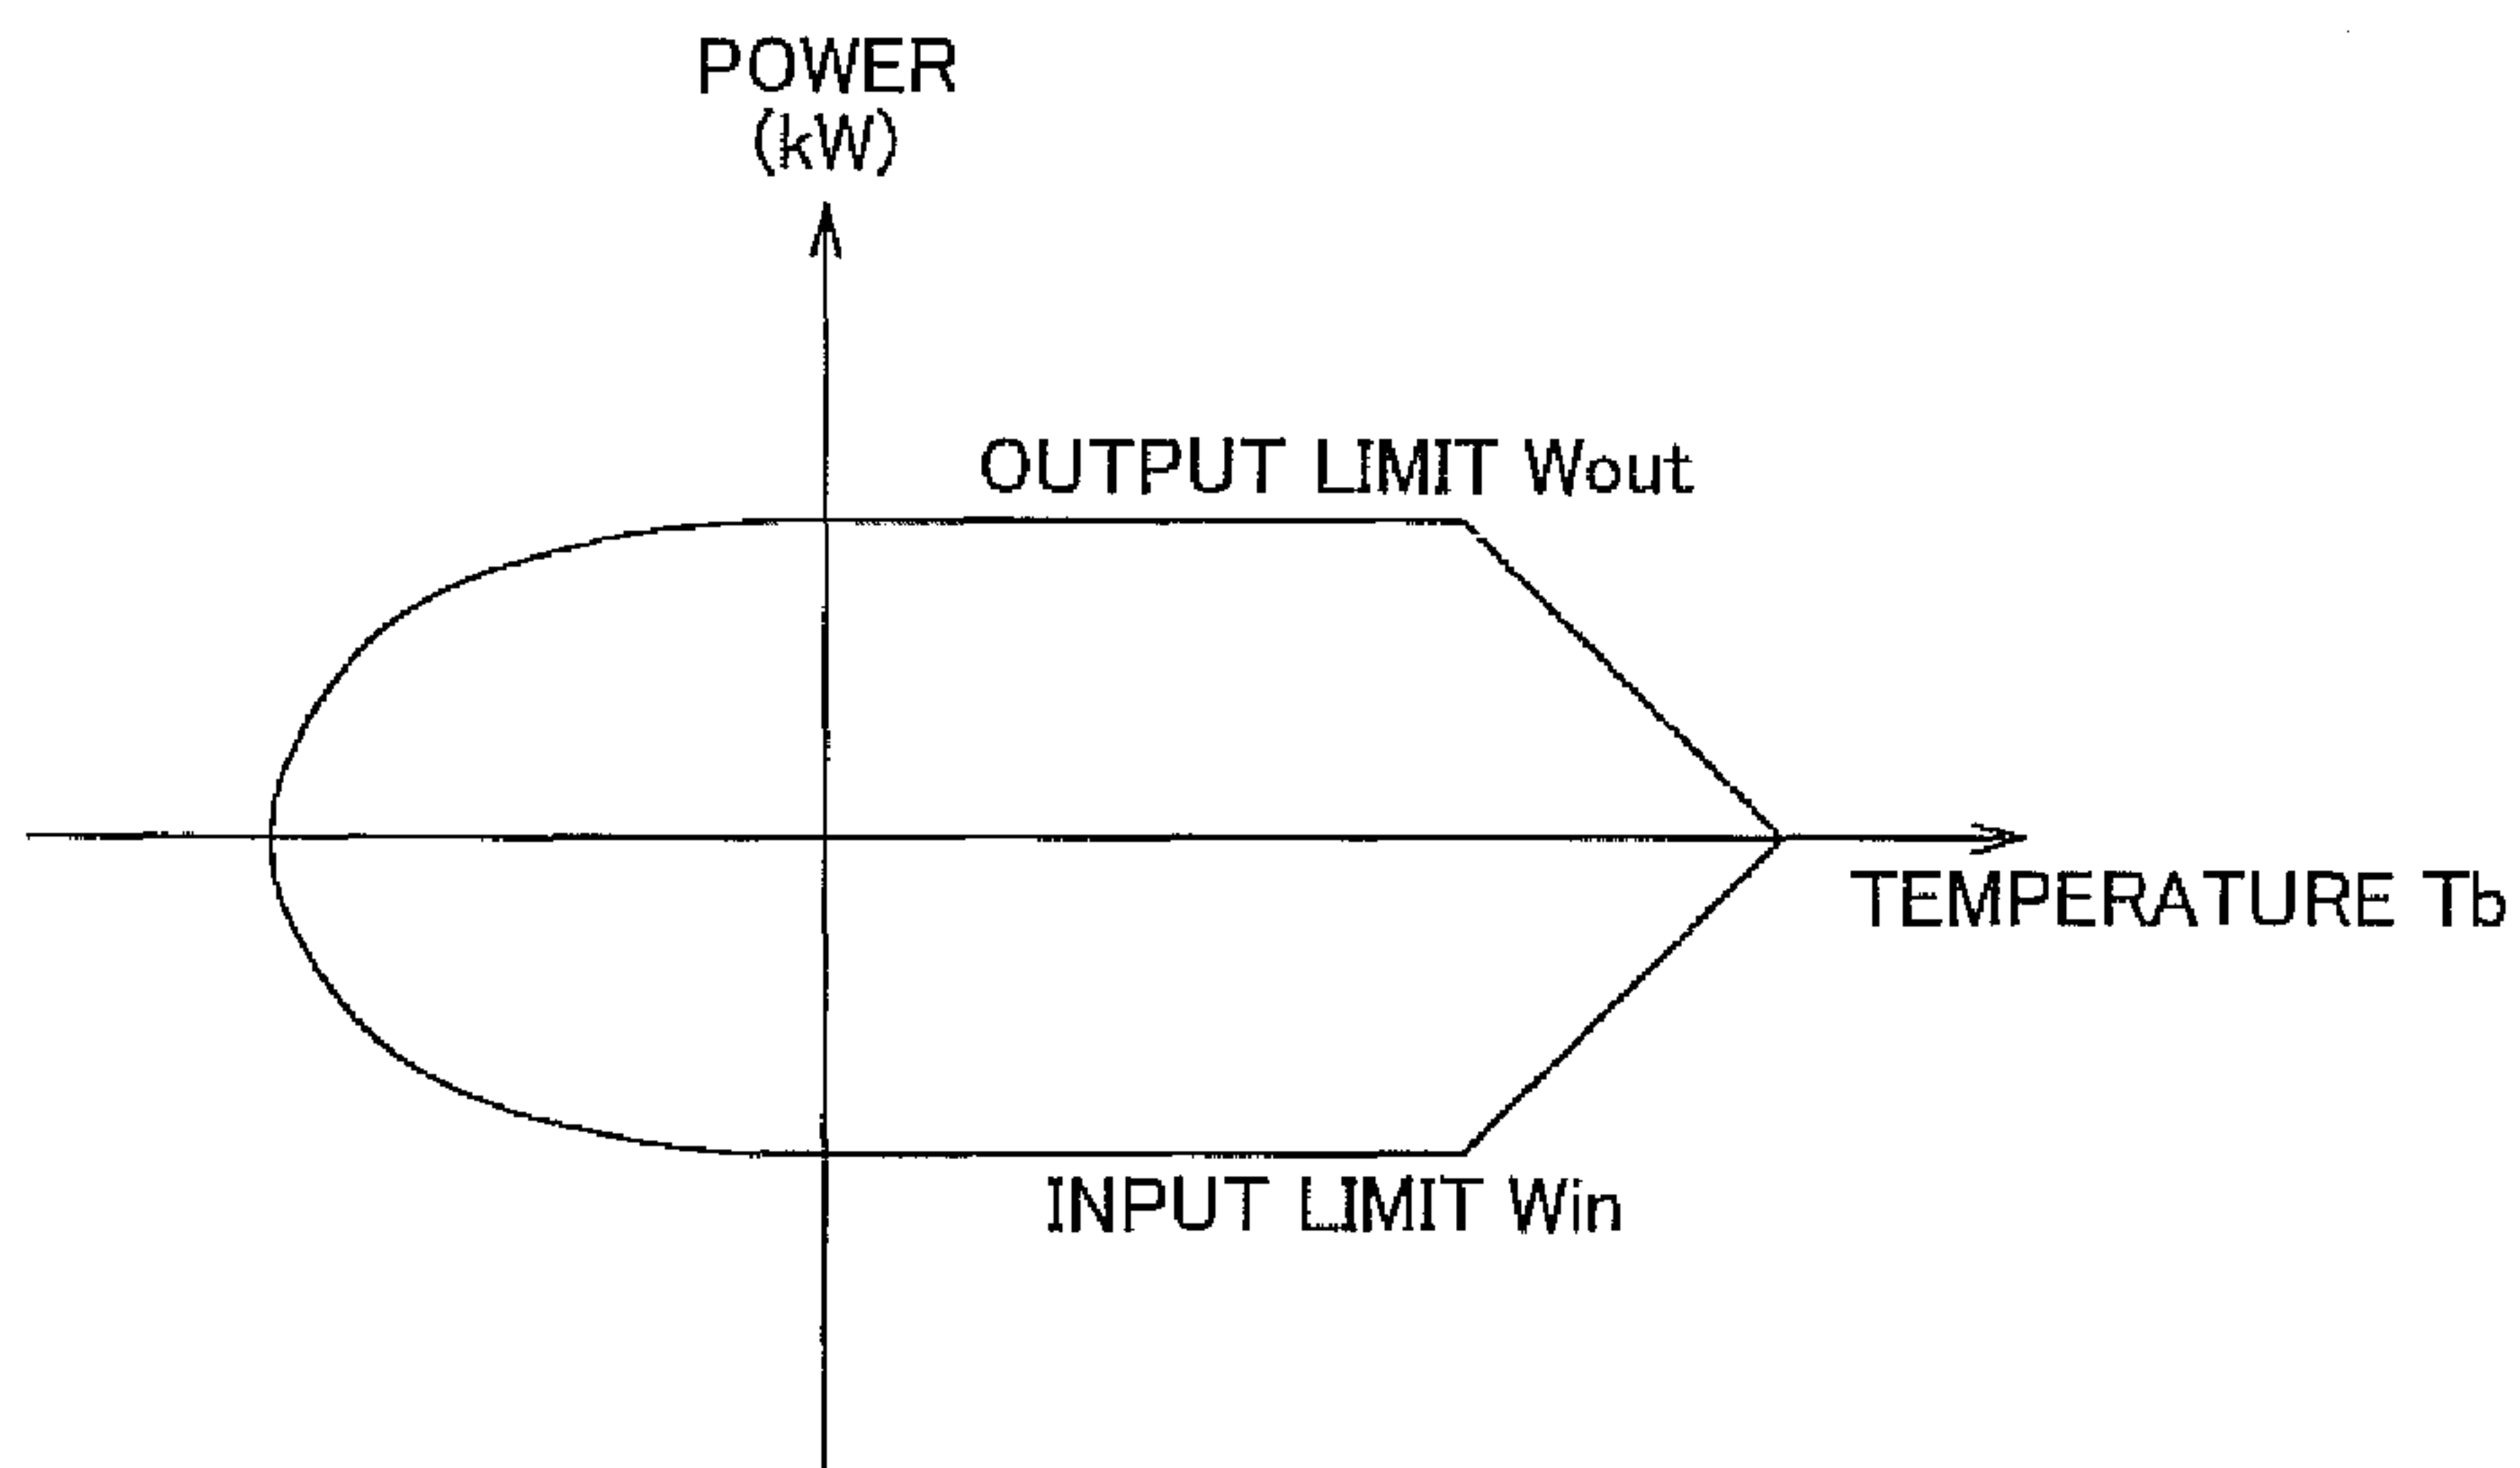 POWER
(kW)
OUTPUT LIMIT Wout
TEMPERATURE Tb
INPUT LIMIT Win